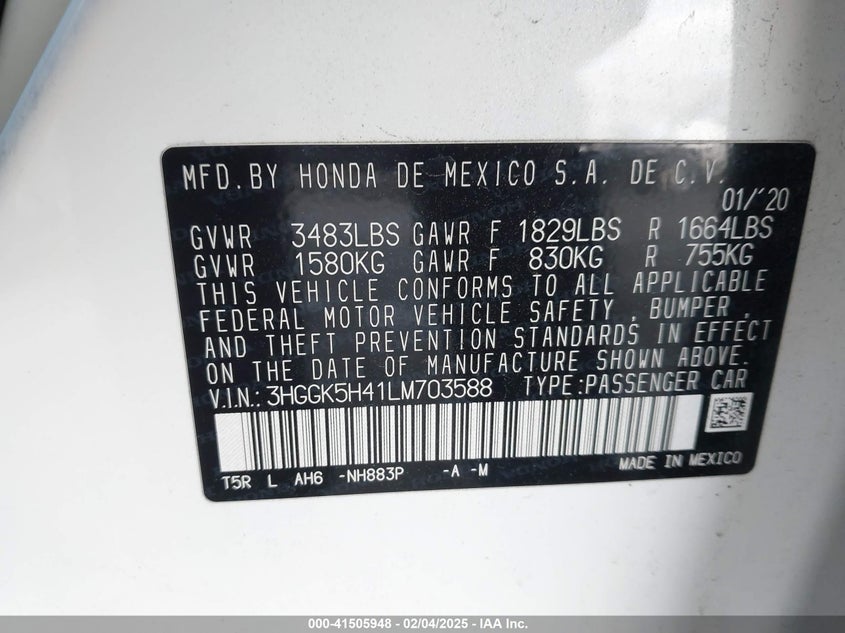 MFD. BY HONDA DE MEXICO S.A. DE C.V.
01/'20
GVWR 3483LBS GAWR F 1829LBS R 1664LBS
GVWR 1580KG GAWR F 830KG R 755KG
THIS VEHICLE CONFORMS TO ALL APPLICABLE
FEDERAL MOTOR VEHICLE SAFETY , BUMPER ,
AND THEFT PREVENTION STANDARDS IN EFFECT
ON THE DATE OF MANUFACTURE SHOWN ABOVE.
V.I.N.: 3HGGK5H41LM703588 TYPE:PASSENGER CAR
MADE IN MEXICO
T5R L AH6 -NH883P -A -M
000-41505948 - 02/04/2025 - IAA Inc.